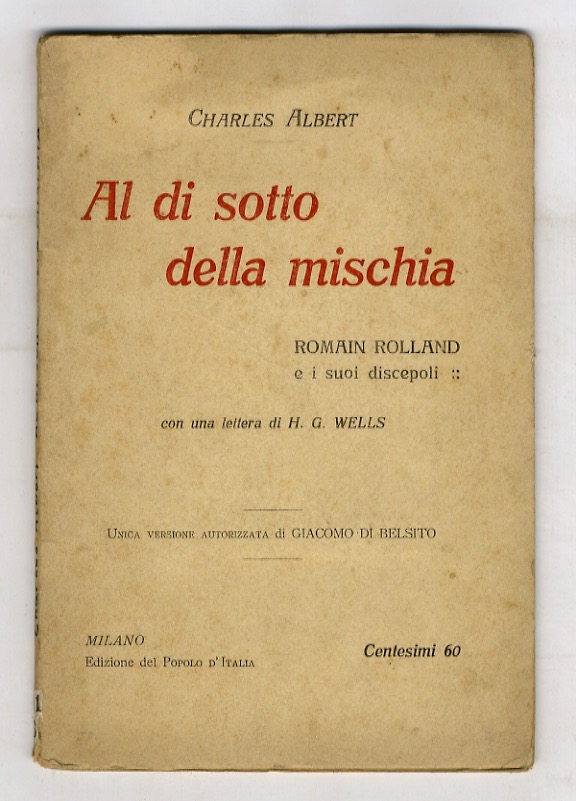 CHARLES ALBERT
Al di sotto
della mischia
ROMAIN ROLLAND
e i suoi discepoli ::
con una lettera di H. G. WELLS
UNICA VERSIONE AUTORIZZATA di GIACOMO DI BELSITO
MILANO
Edizione del POPOLO D'ITALIA
Centesimi 60